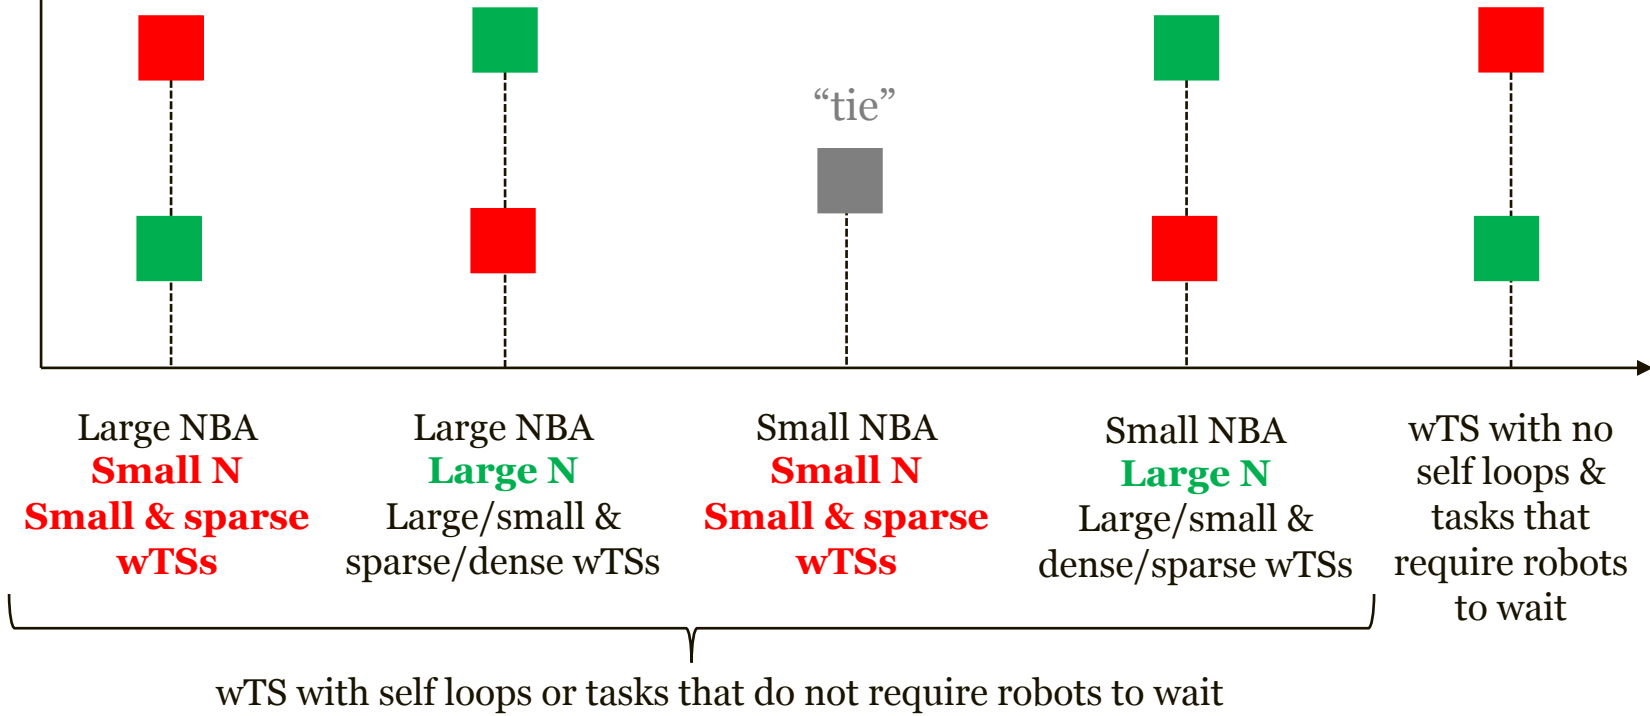 “tie”
Large NBA
Small N
Small & sparse
wTSs
Large NBA
Large N
Large/small &
sparse/dense wTSs
Small NBA
Small N
Small & sparse
wTSs
Small NBA
Large N
Large/small &
dense/sparse wTSs
wTS with no
self loops &
tasks that
require robots
to wait
wTS with self loops or tasks that do not require robots to wait